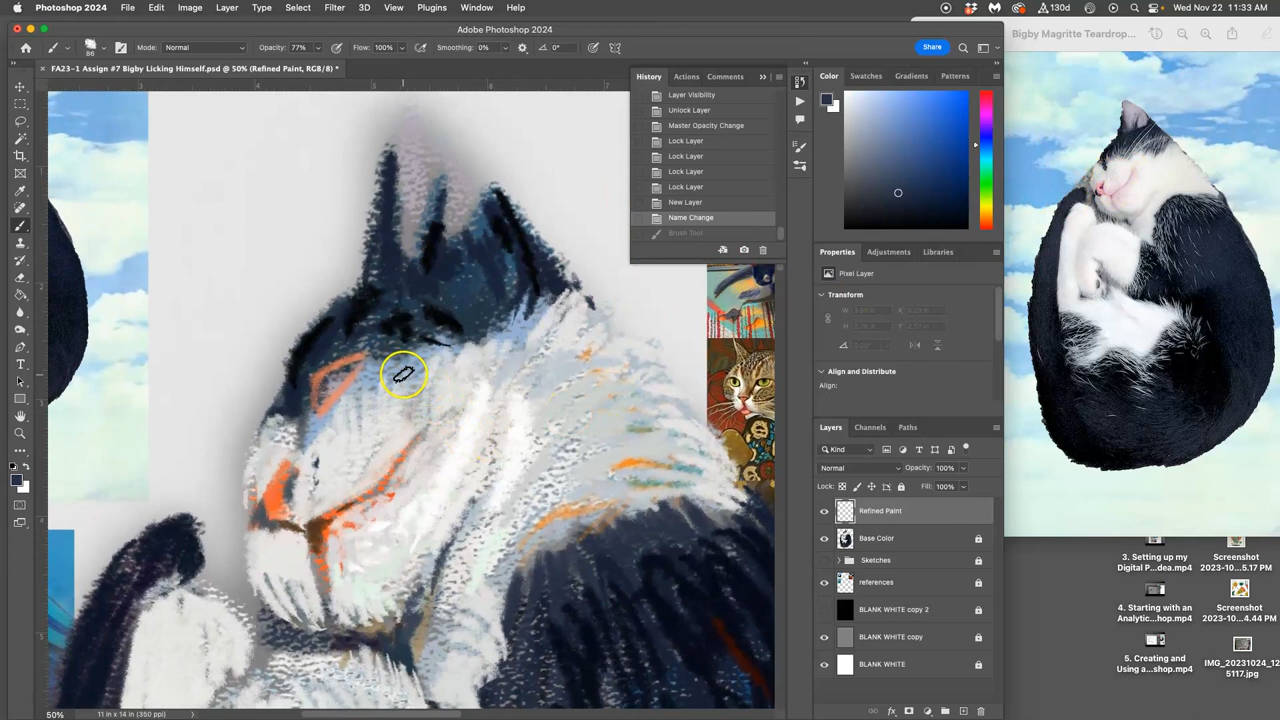 Photoshop 2024 File Edit Image Layer Type Select Filter 3D View Plugins Window Help 130d Wed Nov 22 11:33 AM
Adobe Photoshop 2024
Bigby Magritte Teardrop...
86 Mode: Normal Opacity: 77% Flow: 100% Smoothing: 0% 0° Share
FA23-1 Assign #7 Bigby Licking Himself.psd @ 50% (Refined Paint, RGB/8) *
History Actions Comments
Layer Visibility
Unlock Layer
Master Opacity Change
Lock Layer
Lock Layer
Lock Layer
Lock Layer
New Layer
Name Change
Brush Tool
Color Swatches Gradients Patterns
Properties Adjustments Libraries
Pixel Layer
Transform
Align and Distribute
Align:
Layers Channels Paths
Kind
Normal Opacity: 100%
Lock: Fill: 100%
Refined Paint
Base Color
Sketches
references
BLANK WHITE copy 2
BLANK WHITE copy
BLANK WHITE
3. Setting up my
Digital P...dea.mp4
Screenshot
2023-10...5.17 PM
4. Starting with an
Analytic...hop.mp4
Screenshot
2023-10...4.44 PM
5. Creating and
Using a...shop.mp4
IMG_20231024_12
5117.jpg
50% 11 in x 14 in (350 ppi)